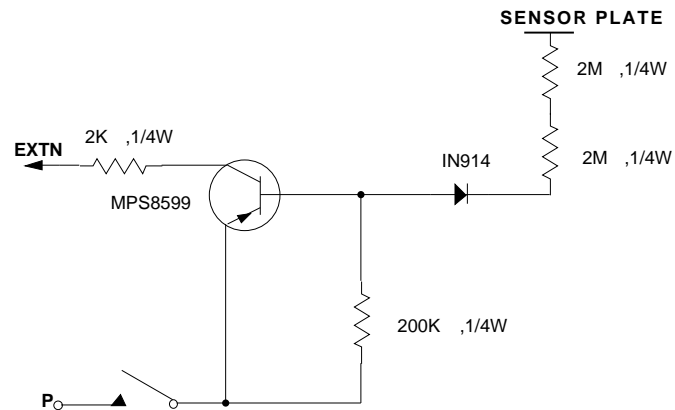 SENSOR PLATE
2M ,1/4W
2K ,1/4W
EXTN
IN914
2M ,1/4W
MPS8599
200K ,1/4W
P